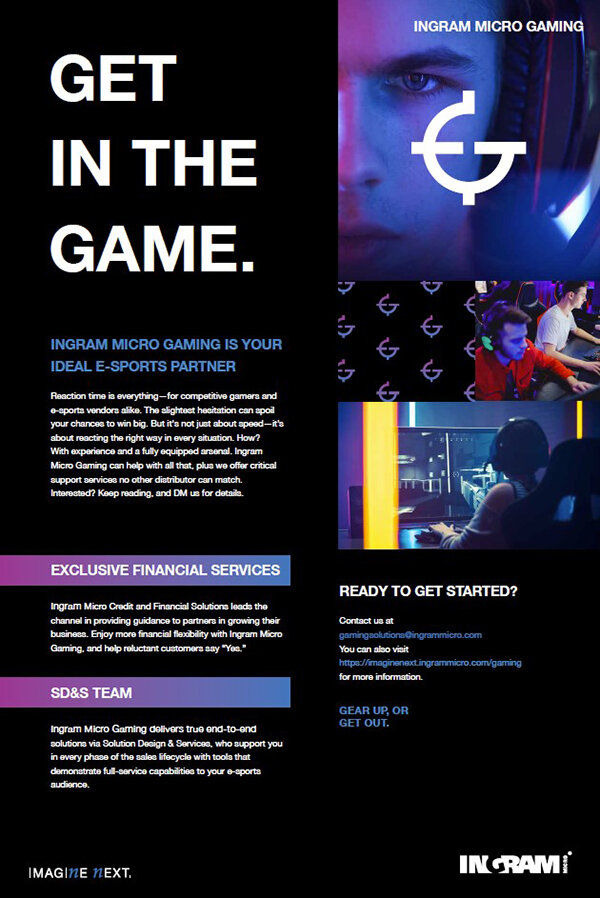 GET
IN THE
GAME.
INGRAM MICRO GAMING IS YOUR
IDEAL E-SPORTS PARTNER
Reaction time is everything—for competitive gamers and
e-sports vendors alike. The slightest hesitation can spoil
your chances to win big. But it's not just about speed—it's
about reacting the right way in every situation. How?
With experience and a fully equipped arsenal. Ingram
Micro Gaming can help with all that, plus we offer critical
support services no other distributor can match.
Interested? Keep reading, and DM us for details.
EXCLUSIVE FINANCIAL SERVICES
Ingram Micro Credit and Financial Solutions leads the
channel in providing guidance to partners in growing their
business. Enjoy more financial flexibility with Ingram Micro
Gaming, and help reluctant customers say "Yes."
SD&S TEAM
Ingram Micro Gaming delivers true end-to-end
solutions via Solution Design & Services, who support you
in every phase of the sales lifecycle with tools that
demonstrate full-service capabilities to your e-sports
audience.
IMAGINE NEXT.
INGRAM MICRO GAMING
READY TO GET STARTED?
Contact us at
gamingsolutions@ingrammicro.com
You can also visit
https://imaginenext.ingrammicro.com/gaming
for more information.
GEAR UP, OR
GET OUT.
INGRAM MICRO